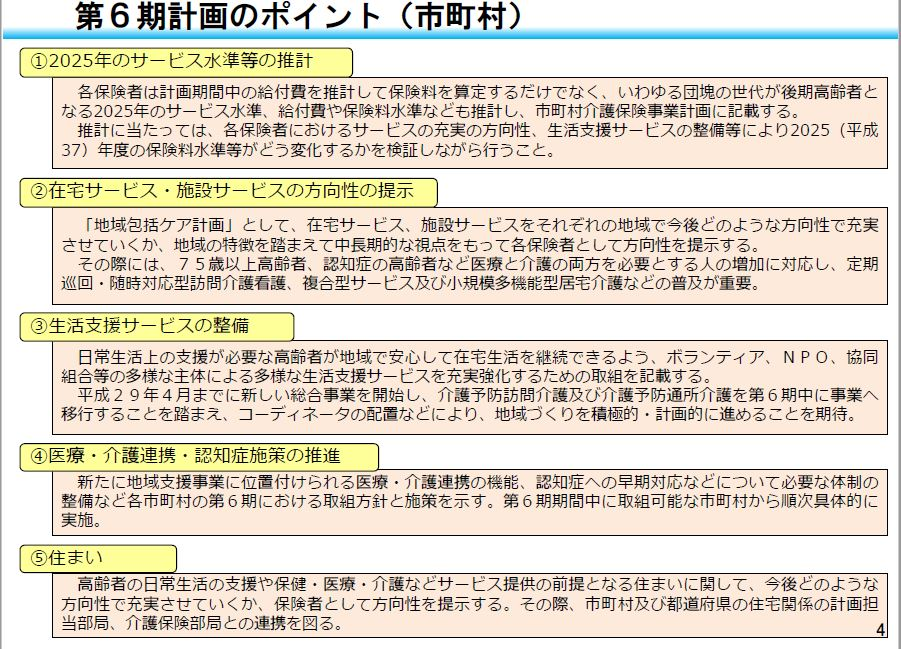 第６期計画のポイント（市町村）
①2025年のサービス水準等の推計
各保険者は計画期間中の給付費を推計して保険料を算定するだけでなく、いわゆる団塊の世代が後期高齢者と
なる2025年のサービス水準、給付費や保険料水準なども推計し、市町村介護保険事業計画に記載する。
推計に当たっては、各保険者におけるサービスの充実の方向性、生活支援サービスの整備等により2025（平成
37）年度の保険料水準等がどう変化するかを検証しながら行うこと。
②在宅サービス・施設サービスの方向性の提示
「地域包括ケア計画」として、在宅サービス、施設サービスをそれぞれの地域で今後どのような方向性で充実
させていくか、地域の特徴を踏まえて中長期的な視点をもって各保険者として方向性を提示する。
その際には、７５歳以上高齢者、認知症の高齢者など医療と介護の両方を必要とする人の増加に対応し、定期
巡回・随時対応型訪問介護看護、複合型サービス及び小規模多機能型居宅介護などの普及が重要。
③生活支援サービスの整備
日常生活上の支援が必要な高齢者が地域で安心して在宅生活を継続できるよう、ボランティア、ＮＰＯ、協同
組合等の多様な主体による多様な生活支援サービスを充実強化するための取組を記載する。
平成２９年４月までに新しい総合事業を開始し、介護予防訪問介護及び介護予防通所介護を第６期中に事業へ
移行することを踏まえ、コーディネータの配置などにより、地域づくりを積極的・計画的に進めることを期待。
④医療・介護連携・認知症施策の推進
新たに地域支援事業に位置付けられる医療・介護連携の機能、認知症への早期対応などについて必要な体制の
整備など各市町村の第６期における取組方針と施策を示す。第６期期間中に取組可能な市町村から順次具体的に
実施。
⑤住まい
高齢者の日常生活の支援や保健・医療・介護などサービス提供の前提となる住まいに関して、今後どのような
方向性で充実させていくか、保険者として方向性を提示する。その際、市町村及び都道府県の住宅関係の計画担
当部局、介護保険部局との連携を図る。
4